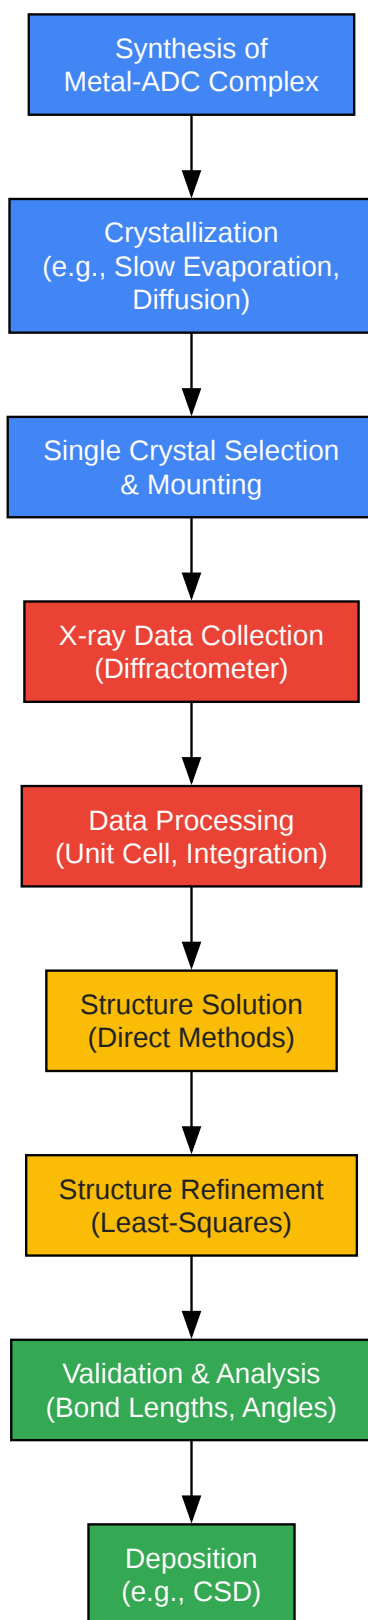 Synthesis of
Metal-ADC Complex
Crystallization
(e.g., Slow Evaporation,
Diffusion)
Single Crystal Selection
& Mounting
X-ray Data Collection
(Diffractometer)
Data Processing
(Unit Cell, Integration)
Structure Solution
(Direct Methods)
Structure Refinement
(Least-Squares)
Validation & Analysis
(Bond Lengths, Angles)
Deposition
(e.g., CSD)